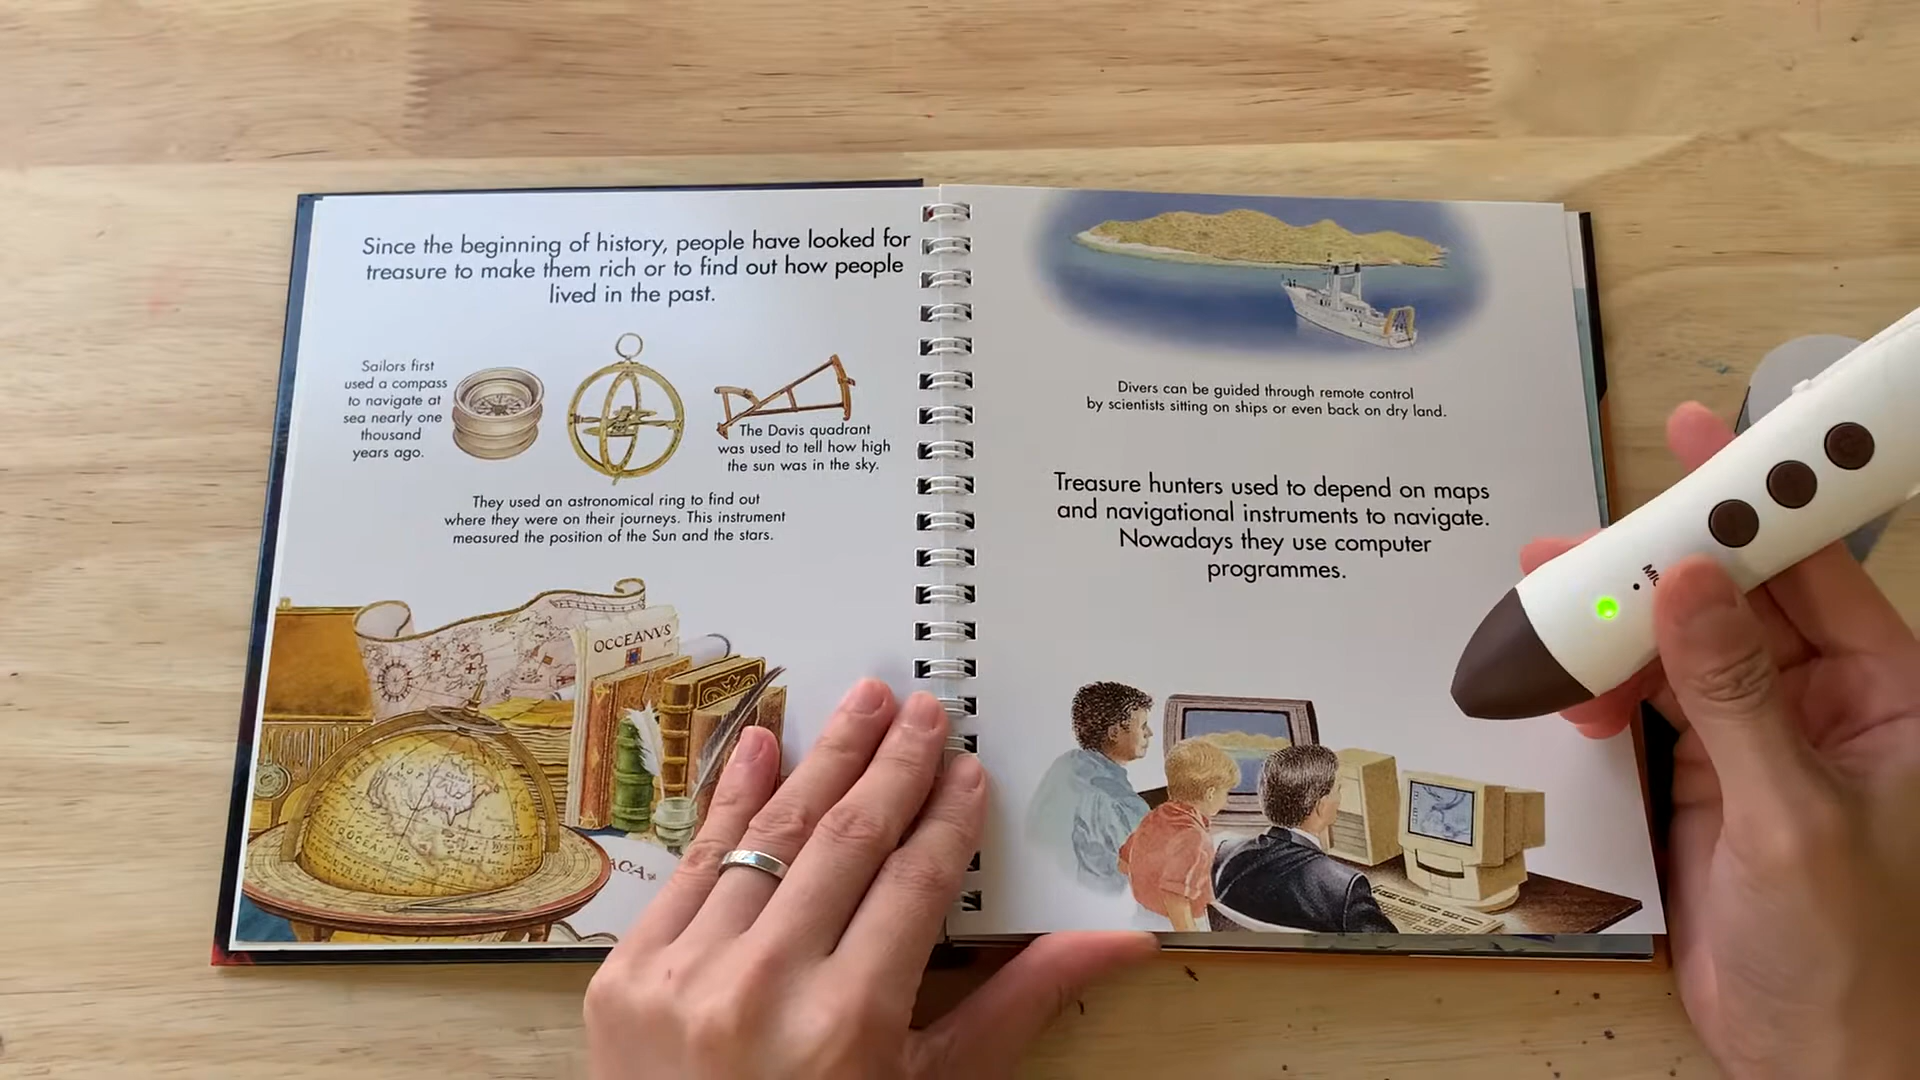 Since the beginning of history, people have looked for
treasure to make them rich or to find out how people
lived in the past.
Sailors first
used a compass
to navigate at
sea nearly one
thousand
years ago.
The Davis quadrant
was used to tell how high
the sun was in the sky.
They used an astronomical ring to find out
where they were on their journeys. This instrument
measured the position of the Sun and the stars.
OCCEANVS
Divers can be guided through remote control
by scientists sitting on ships or even back on dry land.
Treasure hunters used to depend on maps
and navigational instruments to navigate.
Nowadays they use computer
programmes.